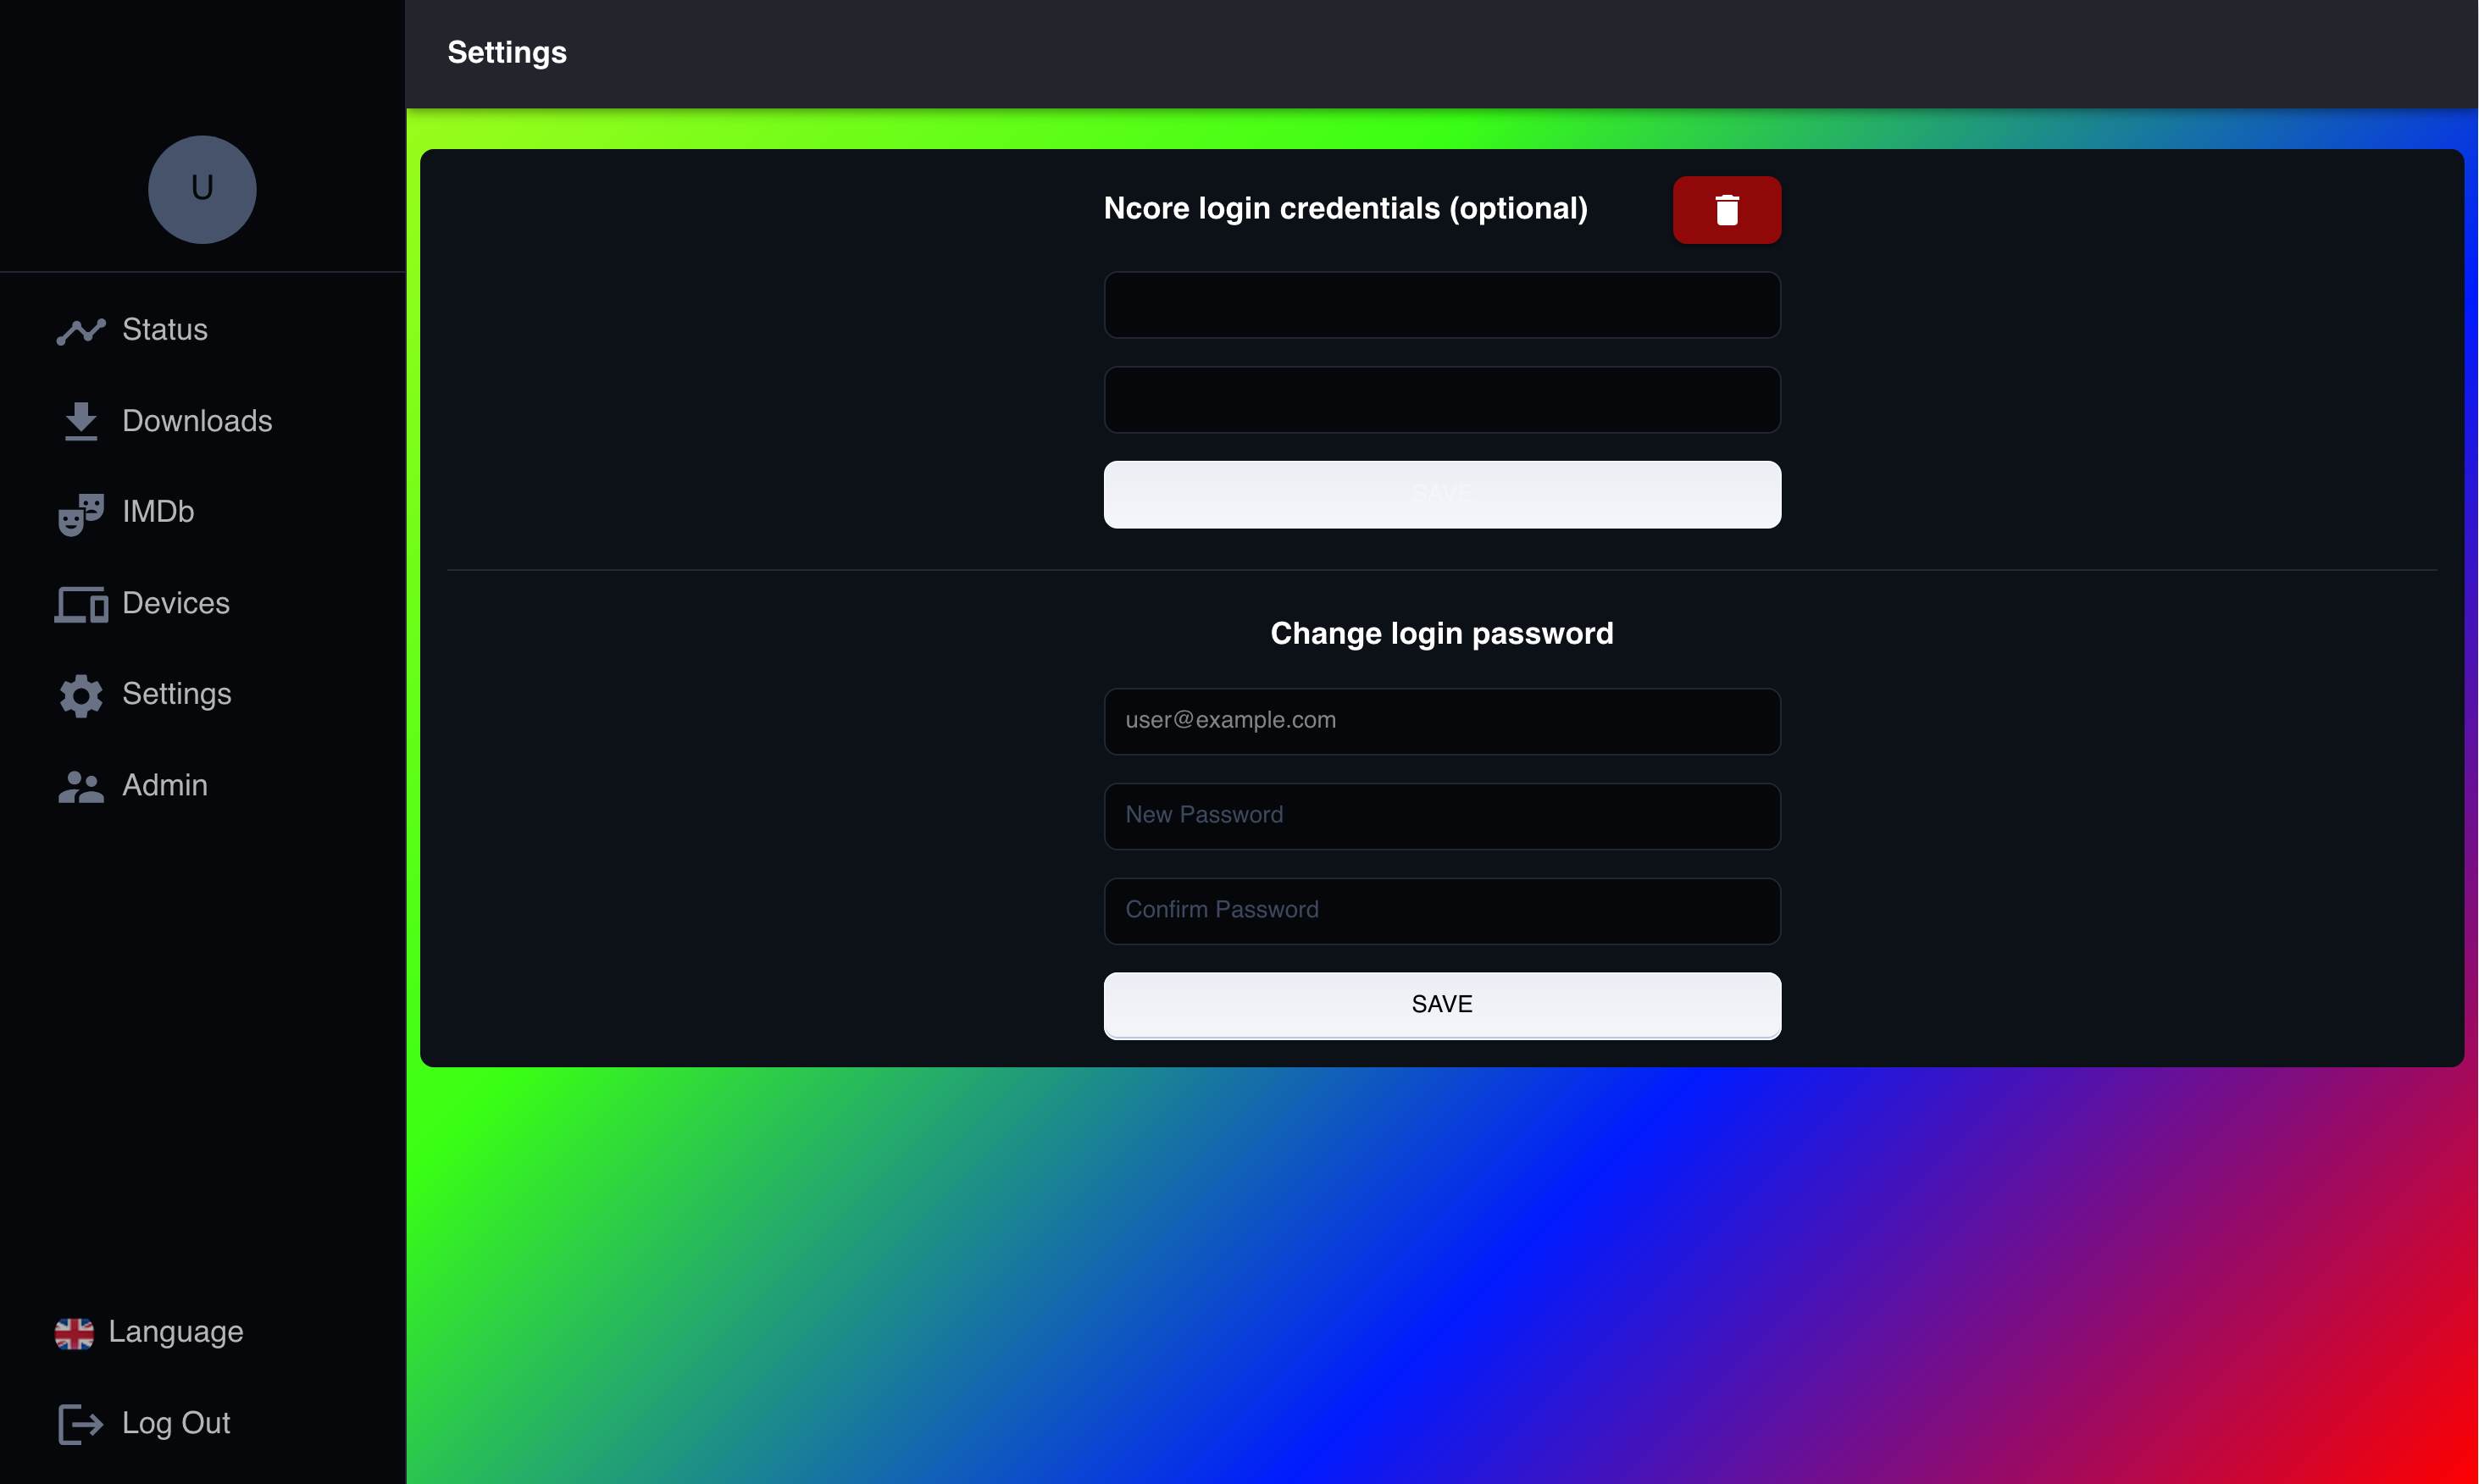 Settings
U
Status
Downloads
IMDb
Devices
Settings
Admin
Language
Log Out
Ncore login credentials (optional)
SAVE
Change login password
user@example.com
New Password
Confirm Password
SAVE